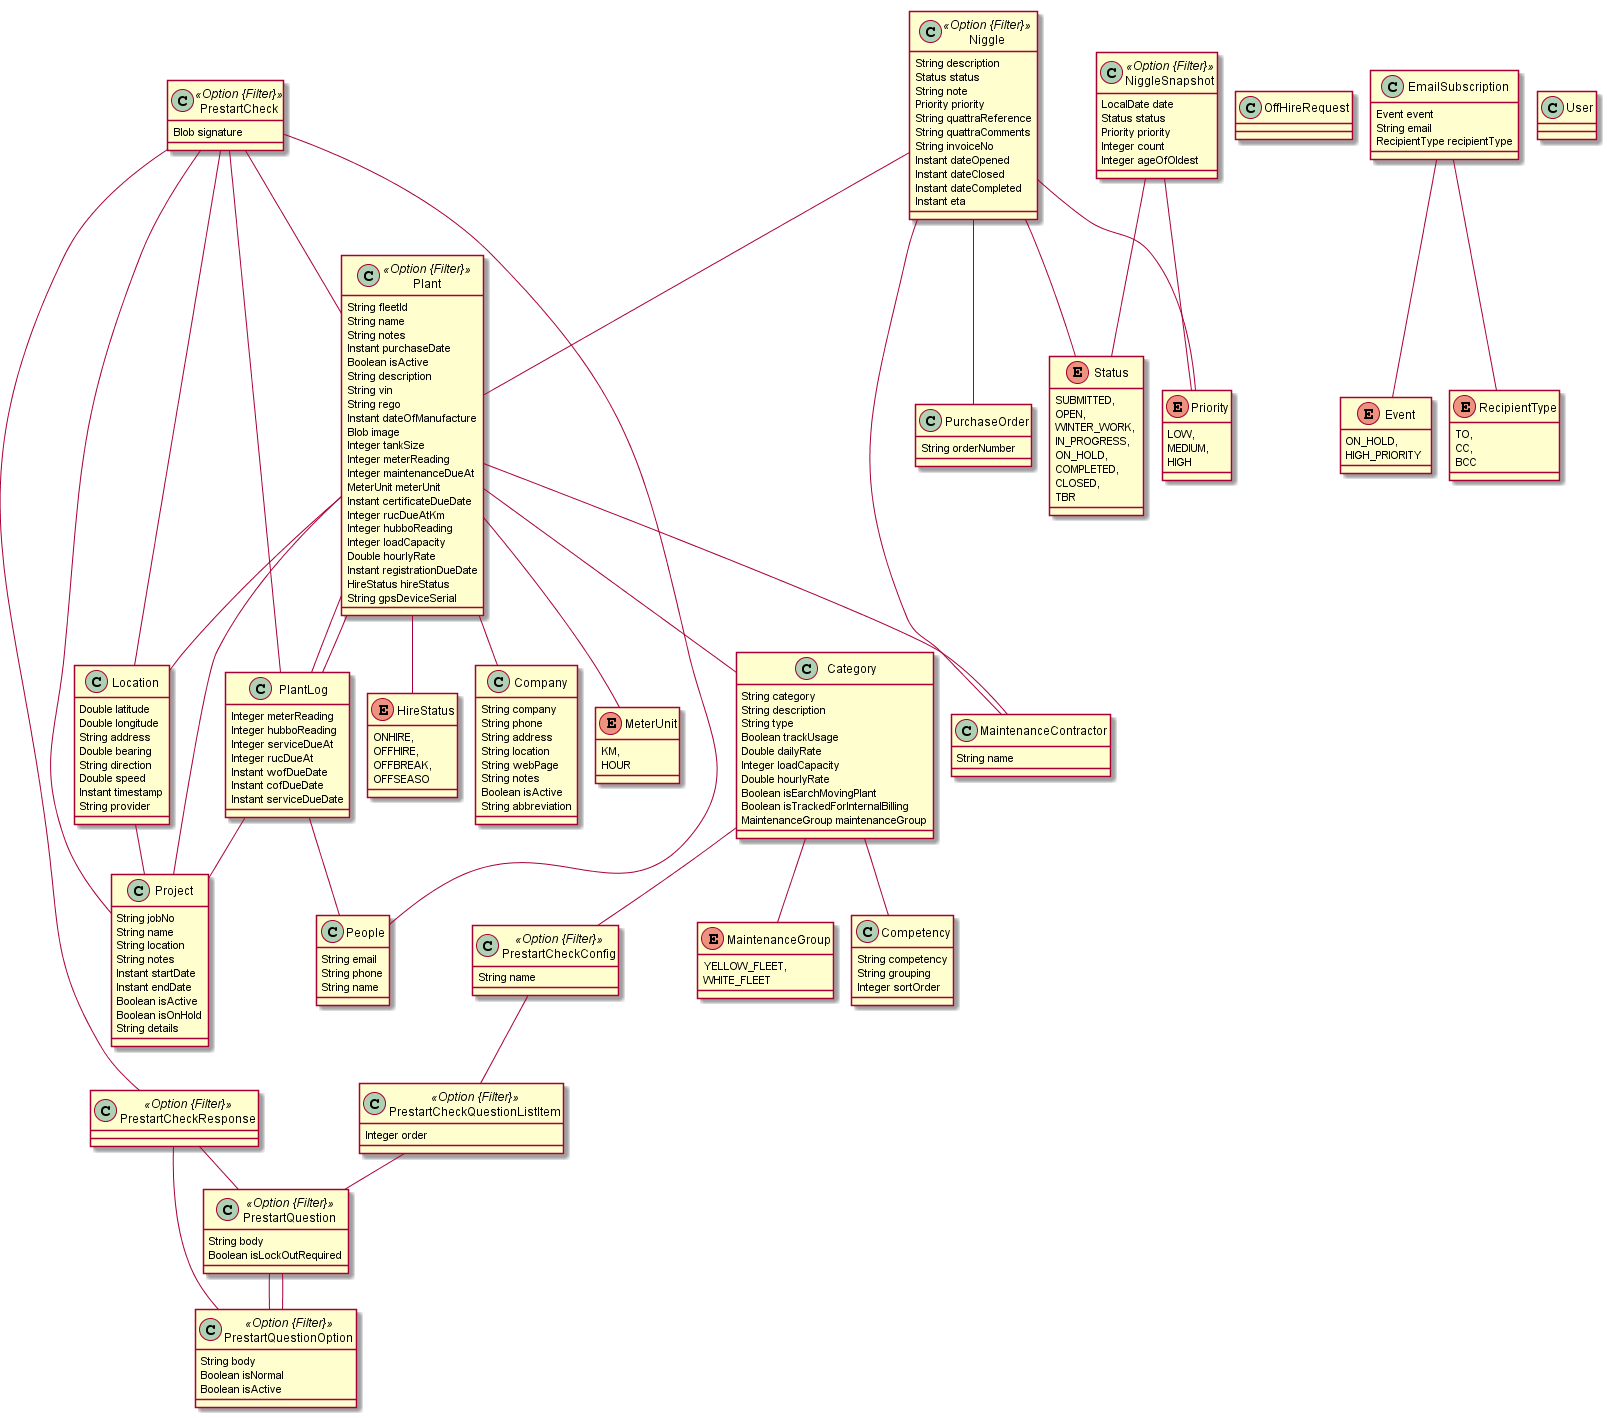 C «Option {Filter}»
Niggle
String description
Status status
String note
Priority priority
String quattraReference
String quattraComments
String invoiceNo
Instant dateOpened
Instant dateClosed
Instant dateCompleted
Instant eta
C «Option {Filter}»
NiggleSnapshot
LocalDate date
Status status
Priority priority
Integer count
Integer ageOfOldest
C OffHireRequest
C EmailSubscription
Event event
String email
RecipientType recipientType
C User
C «Option {Filter}»
PrestartCheck
Blob signature
C «Option {Filter}»
Plant
String fleetId
String name
String notes
Instant purchaseDate
Boolean isActive
String description
String vin
String rego
Instant dateOfManufacture
Blob image
Integer tankSize
Integer meterReading
Integer maintenanceDueAt
MeterUnit meterUnit
Instant certificateDueDate
Integer rucDueAtKm
Integer hubboReading
Integer loadCapacity
Double hourlyRate
Instant registrationDueDate
HireStatus hireStatus
String gpsDeviceSerial
C PurchaseOrder
String orderNumber
E Status
SUBMITTED,
OPEN,
WINTER_WORK,
IN_PROGRESS,
ON_HOLD,
COMPLETED,
CLOSED,
TBR
E Priority
LOW,
MEDIUM,
HIGH
E Event
ON_HOLD,
HIGH_PRIORITY
E RecipientType
TO,
CC,
BCC
C Location
Double latitude
Double longitude
String address
Double bearing
String direction
Double speed
Instant timestamp
String provider
C PlantLog
Integer meterReading
Integer hubboReading
Integer serviceDueAt
Integer rucDueAt
Instant wofDueDate
Instant cofDueDate
Instant serviceDueDate
E HireStatus
ONHIRE,
OFFHIRE,
OFFBREAK,
OFFSEASO
C Company
String company
String phone
String address
String location
String webPage
String notes
Boolean isActive
String abbreviation
E MeterUnit
KM,
HOUR
C Category
String category
String description
String type
Boolean trackUsage
Double dailyRate
Integer loadCapacity
Double hourlyRate
Boolean isEarchMovingPlant
Boolean isTrackedForInternalBilling
MaintenanceGroup maintenanceGroup
C MaintenanceContractor
String name
C Project
String jobNo
String name
String location
String notes
Instant startDate
Instant endDate
Boolean isActive
Boolean isOnHold
String details
C People
String email
String phone
String name
C «Option {Filter}»
PrestartCheckConfig
String name
E MaintenanceGroup
YELLOW_FLEET,
WHITE_FLEET
C Competency
String competency
String grouping
Integer sortOrder
C «Option {Filter}»
PrestartCheckResponse
C «Option {Filter}»
PrestartCheckQuestionListItem
Integer order
C «Option {Filter}»
PrestartQuestion
String body
Boolean isLockOutRequired
C «Option {Filter}»
PrestartQuestionOption
String body
Boolean isNormal
Boolean isActive